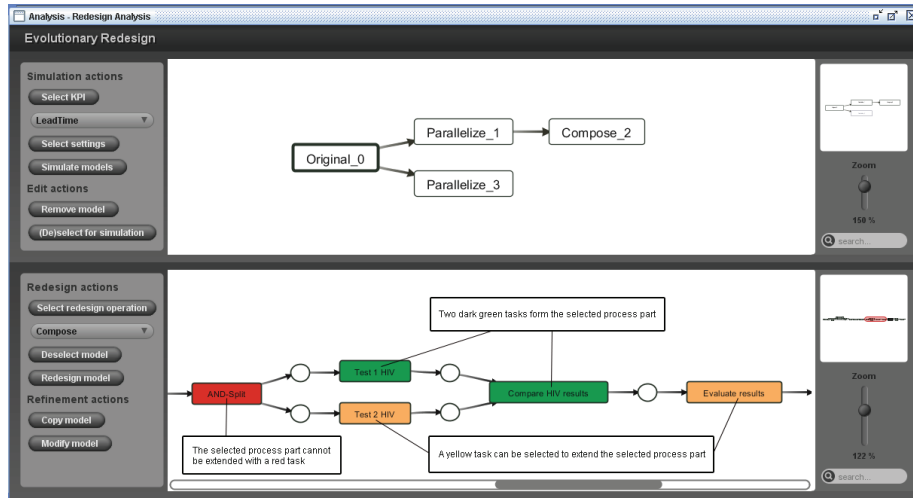 Analysis - Redesign Analysis
Evolutionary Redesign
Simulation actions
Select KPI
LeadTime
Select settings
Simulate models
Edit actions
Remove model
(De)select for simulation
Original_0
Parallelize_1
Compose_2
Parallelize_3
Zoom
150 %
search...
Redesign actions
Select redesign operation
Compose
Deselect model
Redesign model
Refinement actions
Copy model
Modify model
Two dark green tasks form the selected process part
Test 1 HIV
AND-Split
Compare HIV results
Evaluate results
Test 2 HIV
The selected process part cannot
be extended with a red task
A yellow task can be selected to extend the selected process part
Zoom
122 %
search...